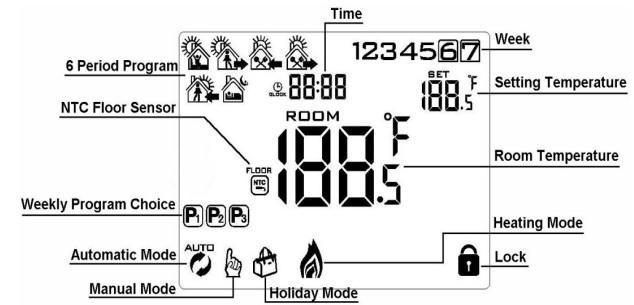 Time
1234567
Week
6 Period Program
CLOCK 88:88
SET
188.5 °F
Setting Temperature
NTC Floor Sensor
ROOM
188.5 °F
Room Temperature
FLOOR
NTC
Weekly Program Choice
P1 P2 P3
Heating Mode
AUTO
Automatic Mode
Lock
Manual Mode
Holiday Mode